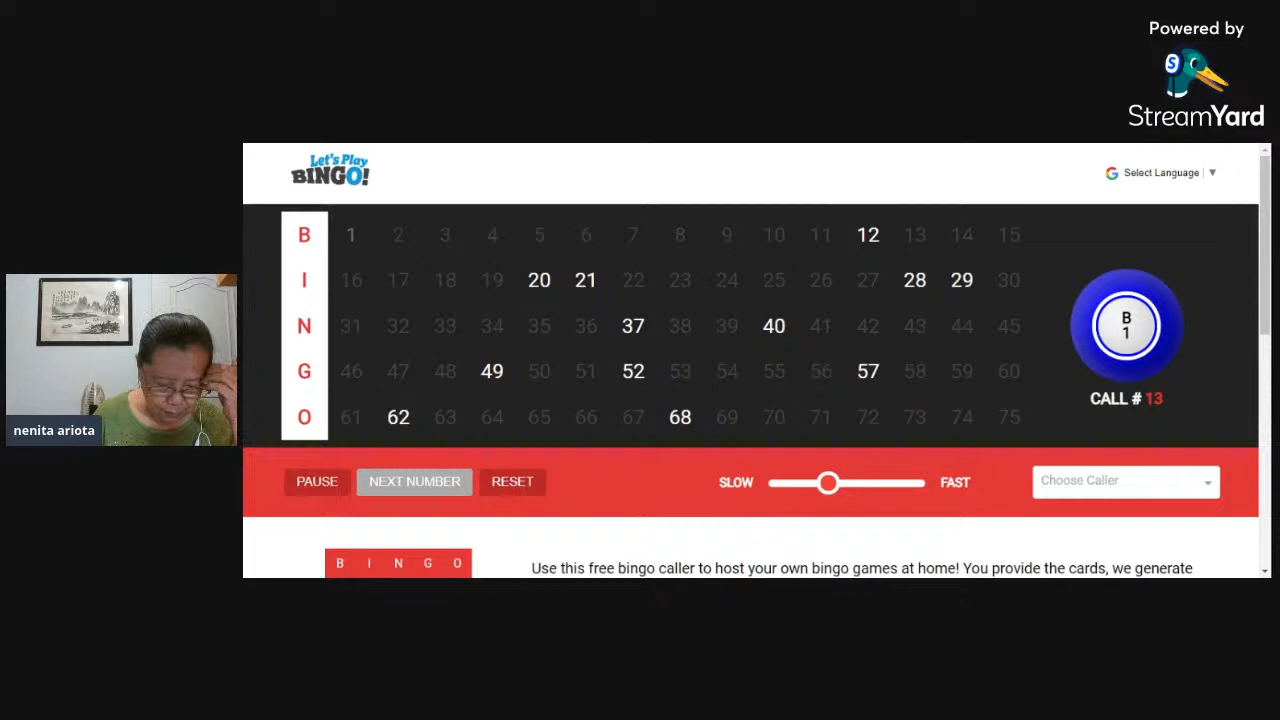 Powered by
S
StreamYard
Let's Play
BINGO!
Select Language
B 1 2 3 4 5 6 7 8 9 10 11 12 13 14 15
I 16 17 18 19 20 21 22 23 24 25 26 27 28 29 30
N 31 32 33 34 35 36 37 38 39 40 41 42 43 44 45
G 46 47 48 49 50 51 52 53 54 55 56 57 58 59 60
O 61 62 63 64 65 66 67 68 69 70 71 72 73 74 75
B
1
CALL # 13
nenita ariota
PAUSE NEXT NUMBER RESET SLOW FAST Choose Caller
B I N G O
Use this free bingo caller to host your own bingo games at home! You provide the cards, we generate